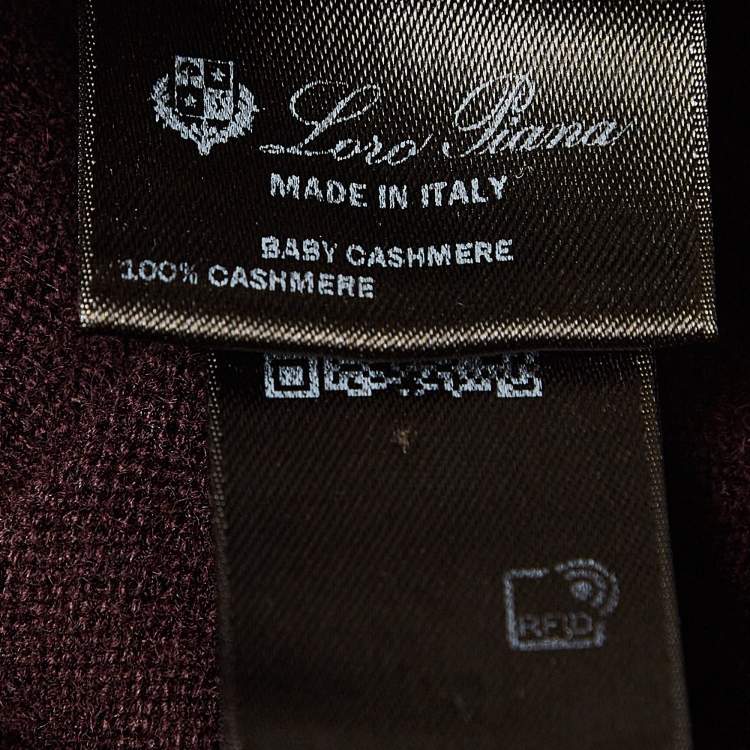 Loro Piana
MADE IN ITALY
BABY CASHMERE
100% CASHMERE
RFID